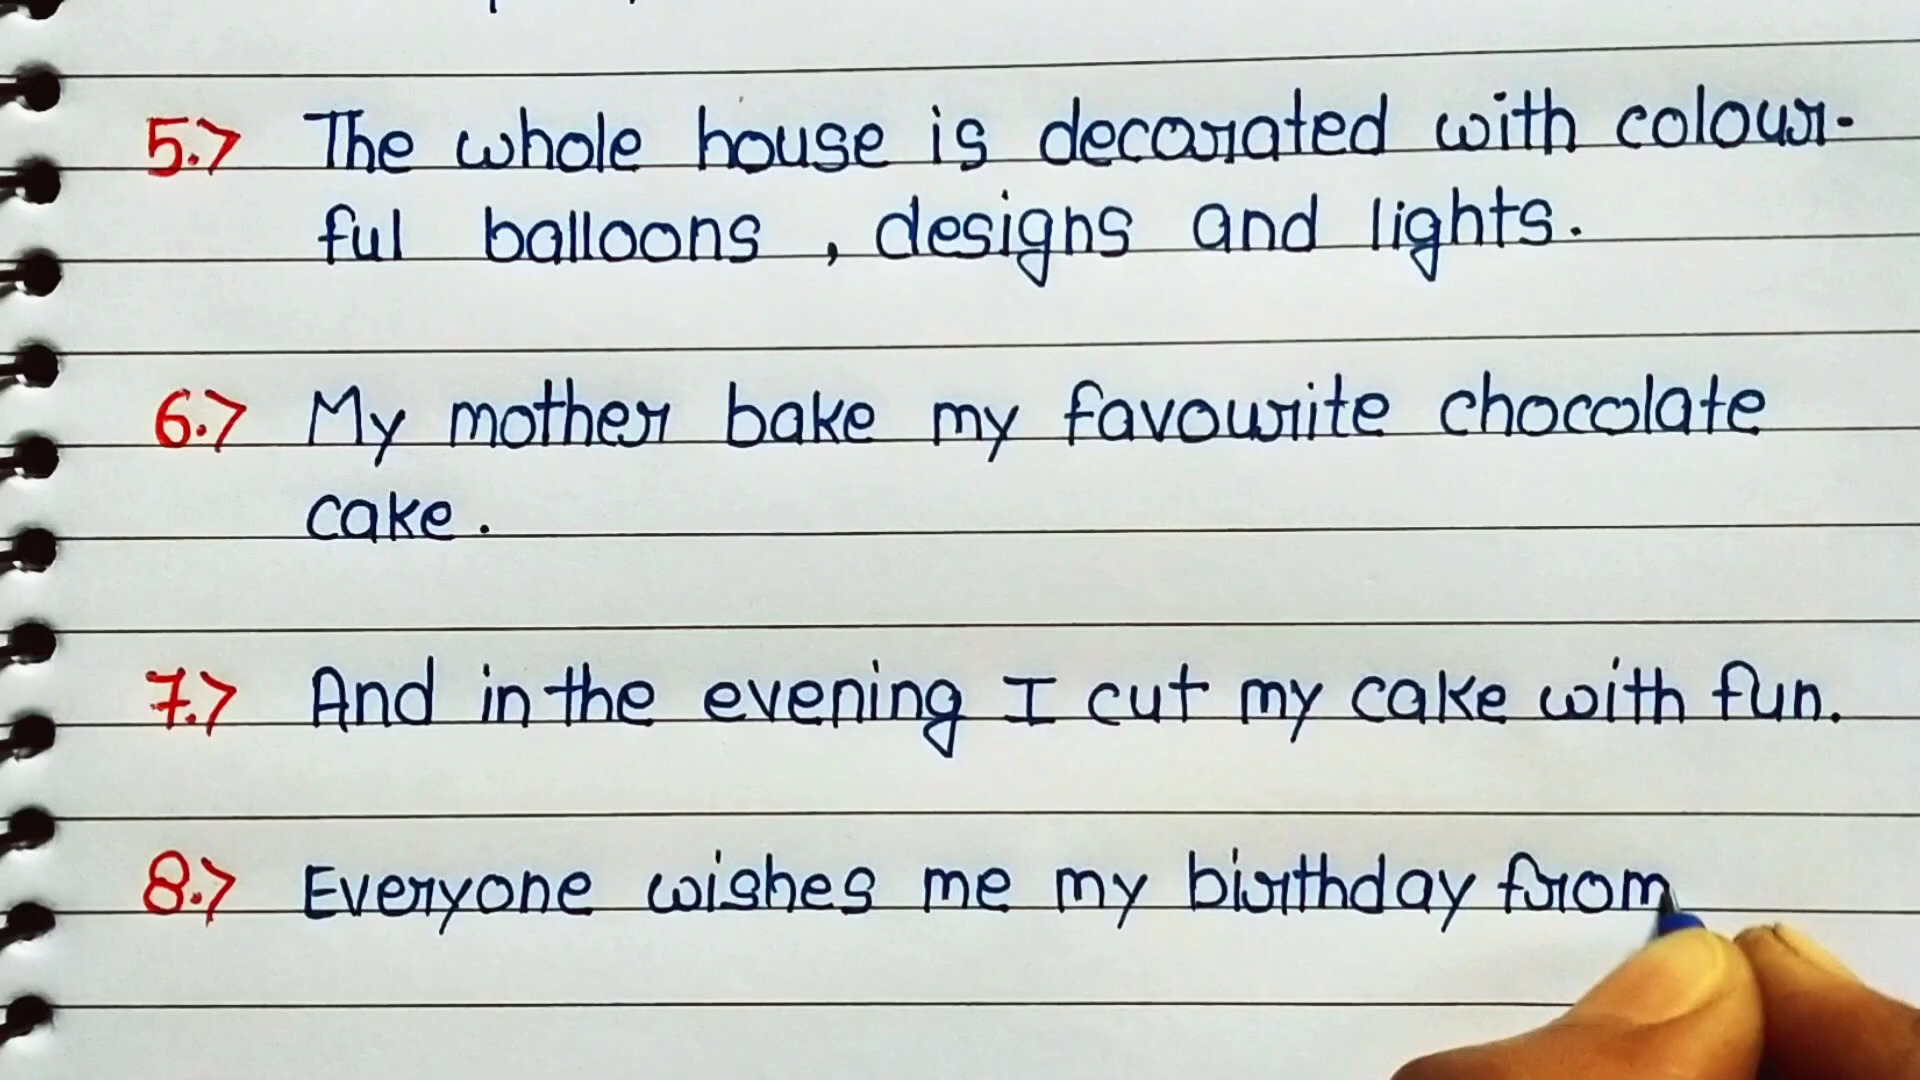 5.> The whole house is decorated with colour-
ful balloons , designs and lights.
6.> My mother bake my favourite chocolate
cake.
7.> And in the evening I cut my cake with fun.
8.> Everyone wishes me my birthday from